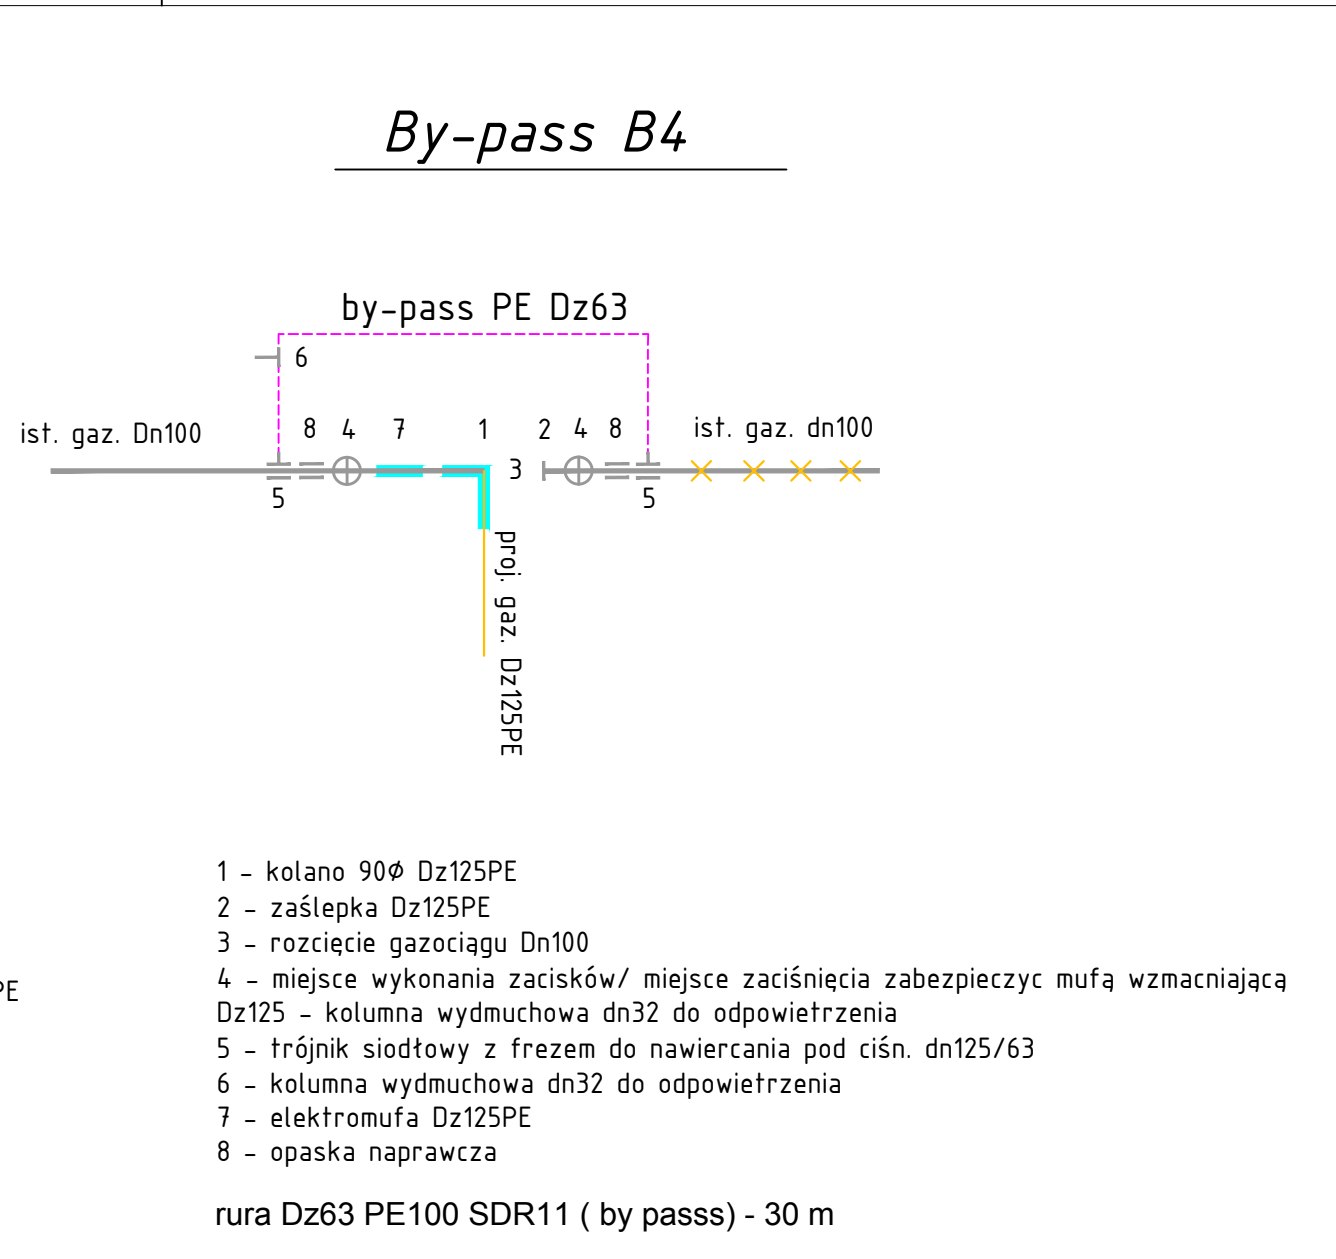 By-pass B4
by-pass PE Dz63
6
ist. gaz. Dn100
8 4 7 1 2 4 8
ist. gaz. dn100
3
5
5
proj. gaz. Dz125PE
1 - kolano 90Ø Dz125PE
2 - zaślepka Dz125PE
3 - rozcięcie gazociągu Dn100
4 - miejsce wykonania zacisków/ miejsce zaciśnięcia zabezpieczyc mufą wzmacniającą
PE
Dz125 - kolumna wydmuchowa dn32 do odpowietrzenia
5 - trójnik siodłowy z frezem do nawiercania pod ciśn. dn125/63
6 - kolumna wydmuchowa dn32 do odpowietrzenia
7 - elektromufa Dz125PE
8 - opaska naprawcza
rura Dz63 PE100 SDR11 ( by passs) - 30 m